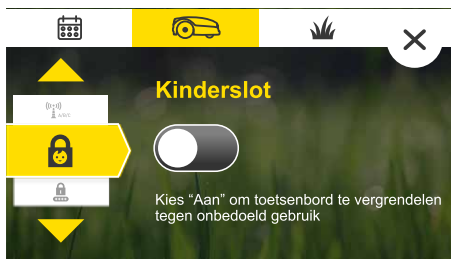 A/B/C
Kinderslot
Kies “Aan” om toetsenbord te vergrendelen
tegen onbedoeld gebruik